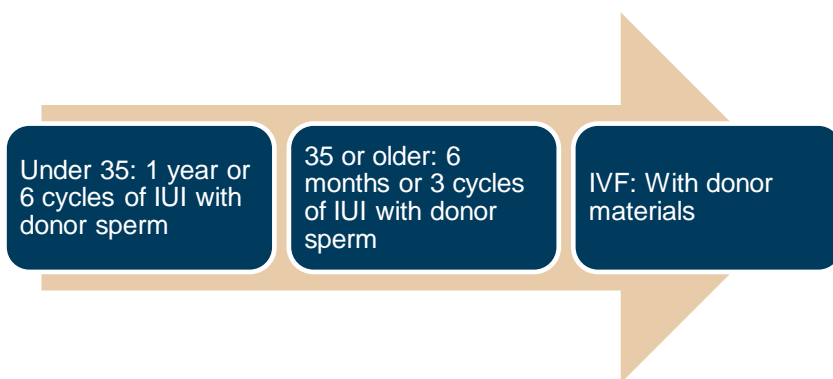 Under 35: 1 year or
6 cycles of IUI with
donor sperm
35 or older: 6
months or 3 cycles
of IUI with donor
sperm
IVF: With donor
materials